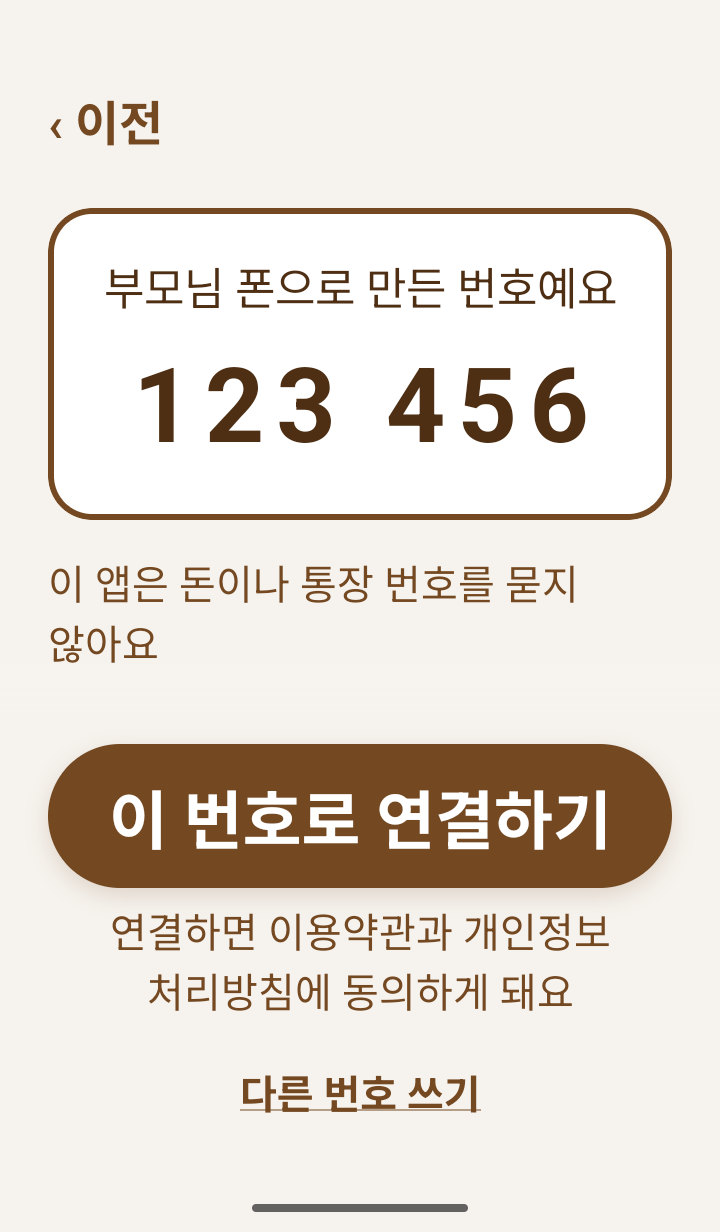 ‹ 이전
부모님 폰으로 만든 번호예요
123 456
이 앱은 돈이나 통장 번호를 묻지
않아요
이 번호로 연결하기
연결하면 이용약관과 개인정보
처리방침에 동의하게 돼요
다른 번호 쓰기